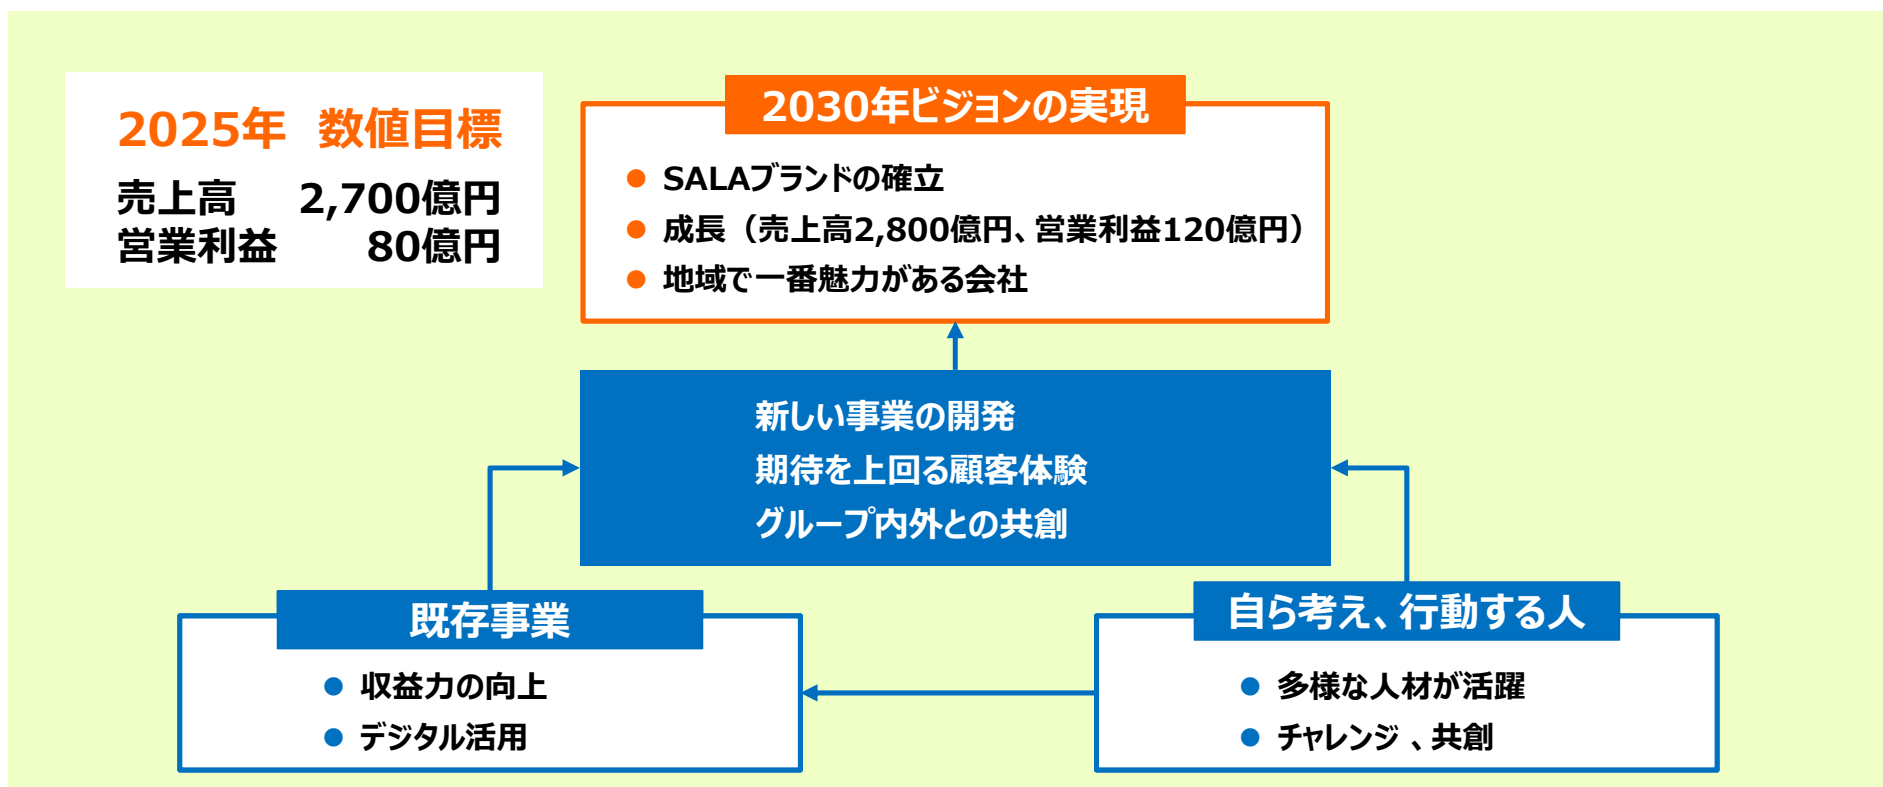 2025年 数値目標
売上高 2,700億円
営業利益 80億円
2030年ビジョンの実現
● SALAブランドの確立
● 成長（売上高2,800億円、営業利益120億円）
● 地域で一番魅力がある会社
新しい事業の開発
期待を上回る顧客体験
グループ内外との共創
既存事業
● 収益力の向上
● デジタル活用
自ら考え、行動する人
● 多様な人材が活躍
● チャレンジ 、共創